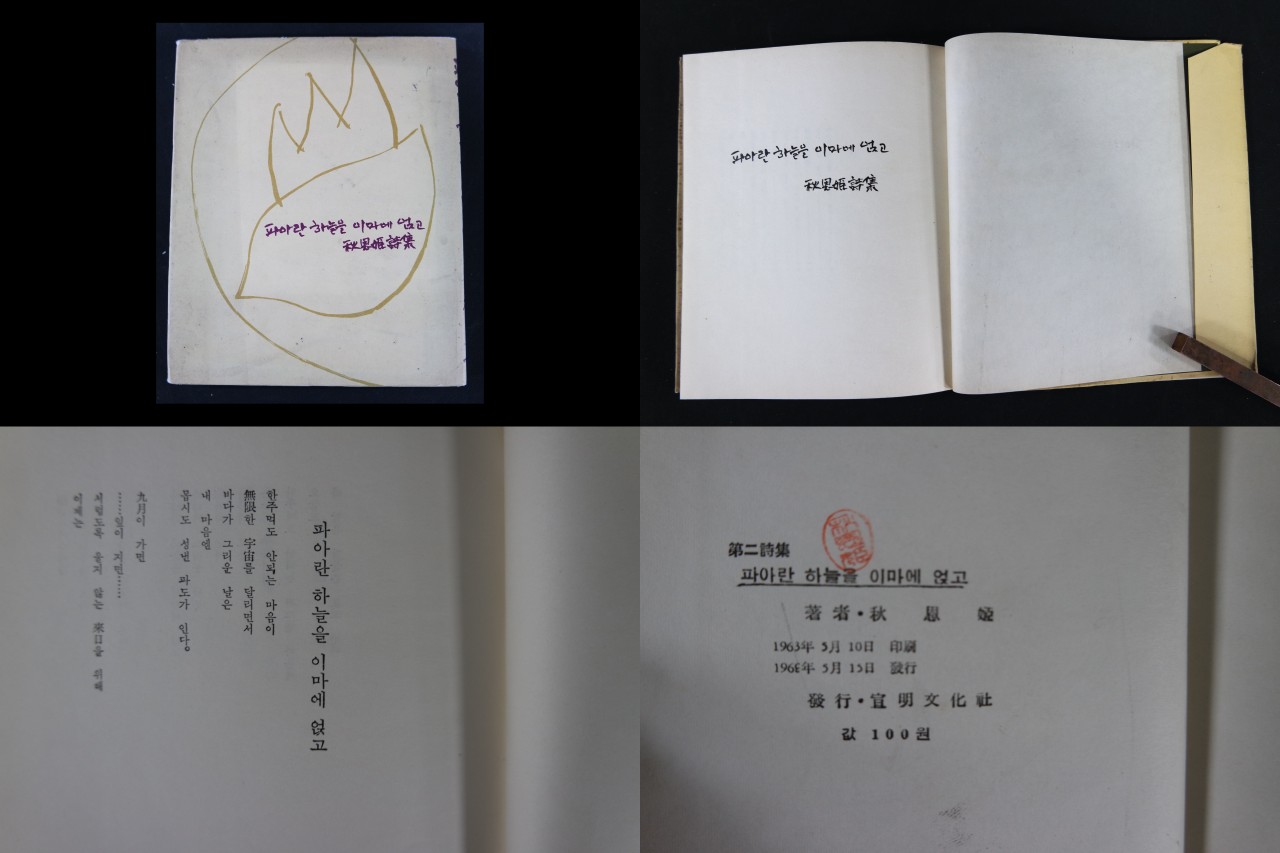 파아란 하늘을 이마에 얹고
秋恩姬詩集
파아란 하늘을 이마에 얹고
秋恩姬詩集
파아란 하늘을 이마에 얹고
한주먹도 안되는 마음이
無限한 宇宙를 달리면서
바다가 그리운 날은
내 마음엔
몹시도 성낸 파도가 인다。
九月이 가면
……잎이 지면……
서럽도록 울지 않는 來日을 위해
이제는
第二詩集
파아란 하늘을 이마에 얹고
著者・秋 恩 姬
1963年 5月 10日 印刷
1968年 5月 15日 發行
發行・宣明文化社
값 100원